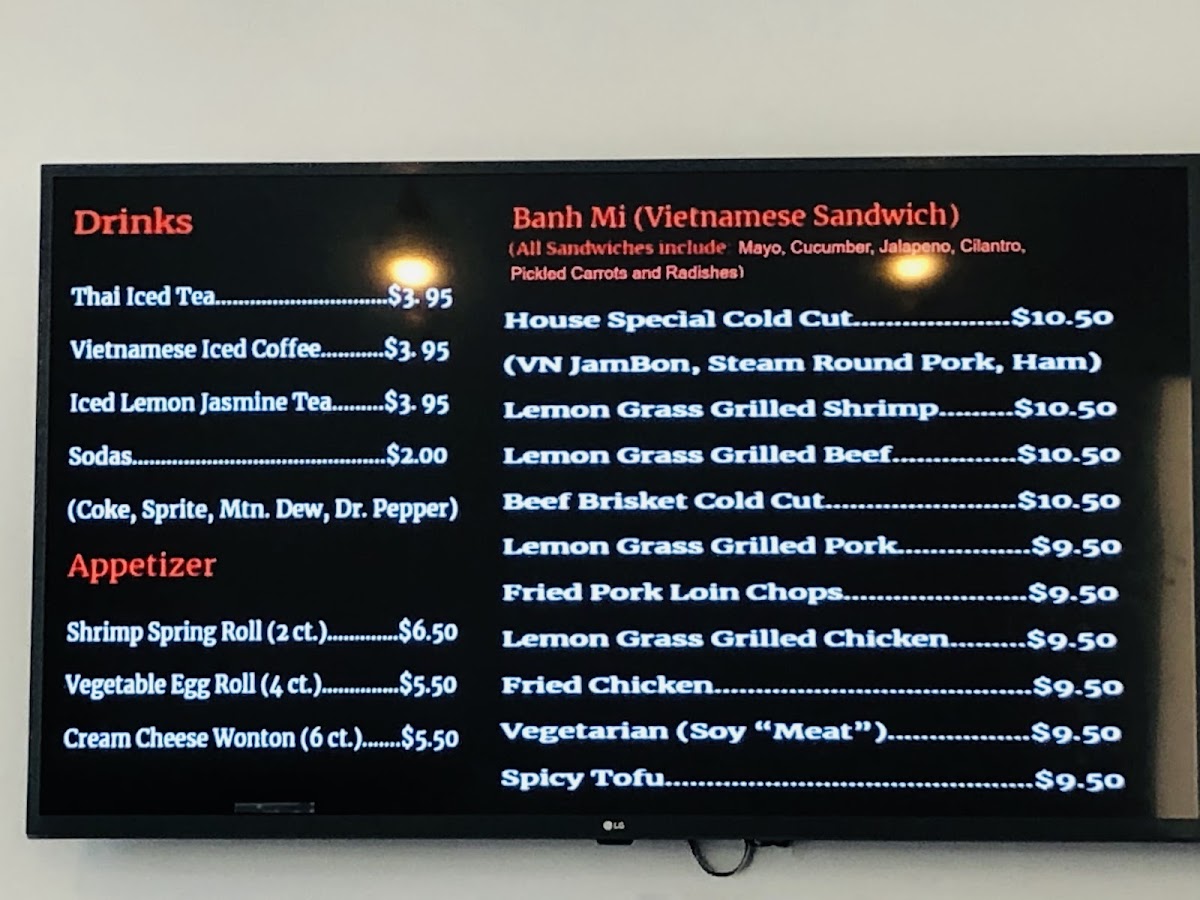 Drinks
Thai Iced Tea..............................$3.95
Vietnamese Iced Coffee...........$3.95
Iced Lemon Jasmine Tea.........$3.95
Sodas............................................$2.00
(Coke, Sprite, Mtn. Dew, Dr. Pepper)
Appetizer
Shrimp Spring Roll (2 ct.).............$6.50
Vegetable Egg Roll (4 ct.)..............$5.50
Cream Cheese Wonton (6 ct.).......$5.50
Banh Mi (Vietnamese Sandwich)
(All Sandwiches include: Mayo, Cucumber, Jalapeno, Cilantro,
Pickled Carrots and Radishes)
House Special Cold Cut...................$10.50
(VN JamBon, Steam Round Pork, Ham)
Lemon Grass Grilled Shrimp.........$10.50
Lemon Grass Grilled Beef...............$10.50
Beef Brisket Cold Cut.......................$10.50
Lemon Grass Grilled Pork................$9.50
Fried Pork Loin Chops......................$9.50
Lemon Grass Grilled Chicken.........$9.50
Fried Chicken......................................$9.50
Vegetarian (Soy “Meat”).................$9.50
Spicy Tofu............................................$9.50
LG